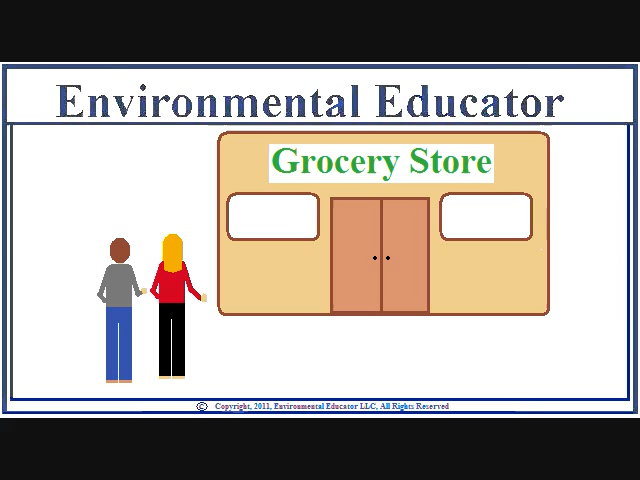 Environmental Educator
Grocery Store
© Copyright, 2011, Environmental Educator LLC, All Rights Reserved